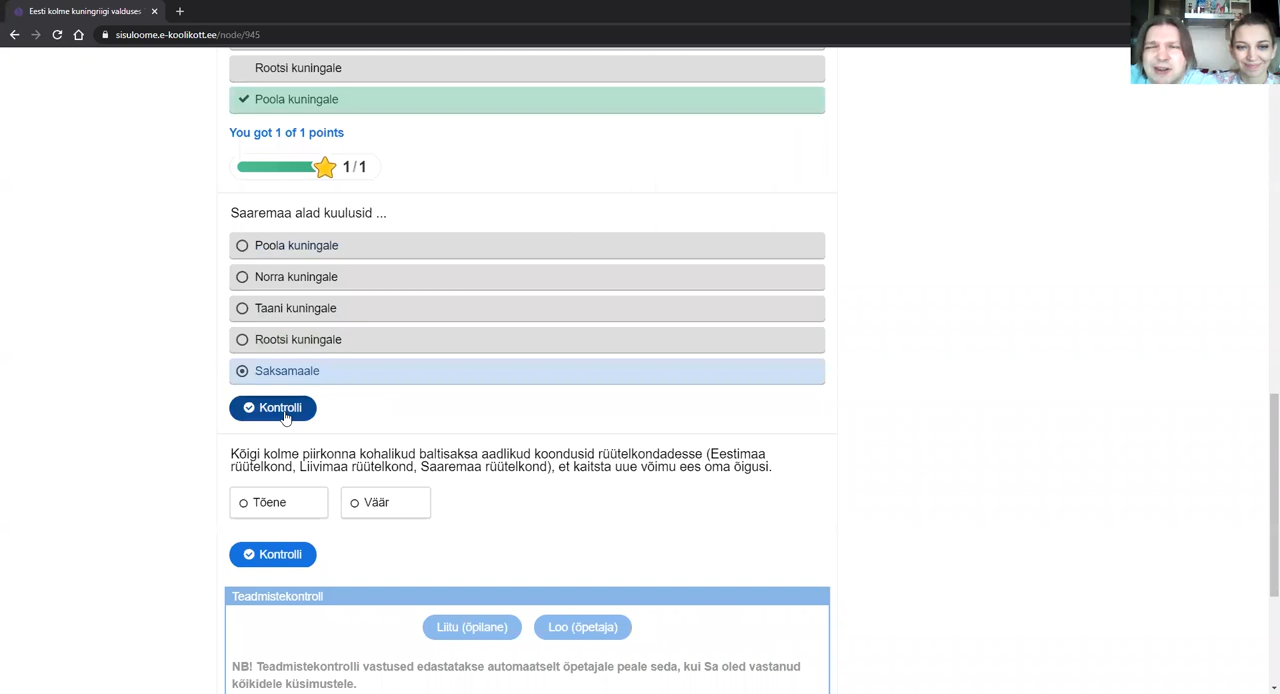 Eesti kolme kuningriigi valduses
sisuloome.e-koolikott.ee/node/945
Rootsi kuningale
Poola kuningale
You got 1 of 1 points
1/1
Saaremaa alad kuulusid ...
Poola kuningale
Norra kuningale
Taani kuningale
Rootsi kuningale
Saksamaale
Kontrolli
Kõigi kolme piirkonna kohalikud baltisaksa aadlikud koondusid rüütelkondadesse (Eestimaa
rüütelkond, Liivimaa rüütelkond, Saaremaa rüütelkond), et kaitsta uue võimu ees oma õigusi.
Tõene Väär
Kontrolli
Teadmistekontroll
Liitu (õpilane) Loo (õpetaja)
NB! Teadmistekontrolli vastused edastatakse automaatselt õpetajale peale seda, kui Sa oled vastanud
kõikidele küsimustele.